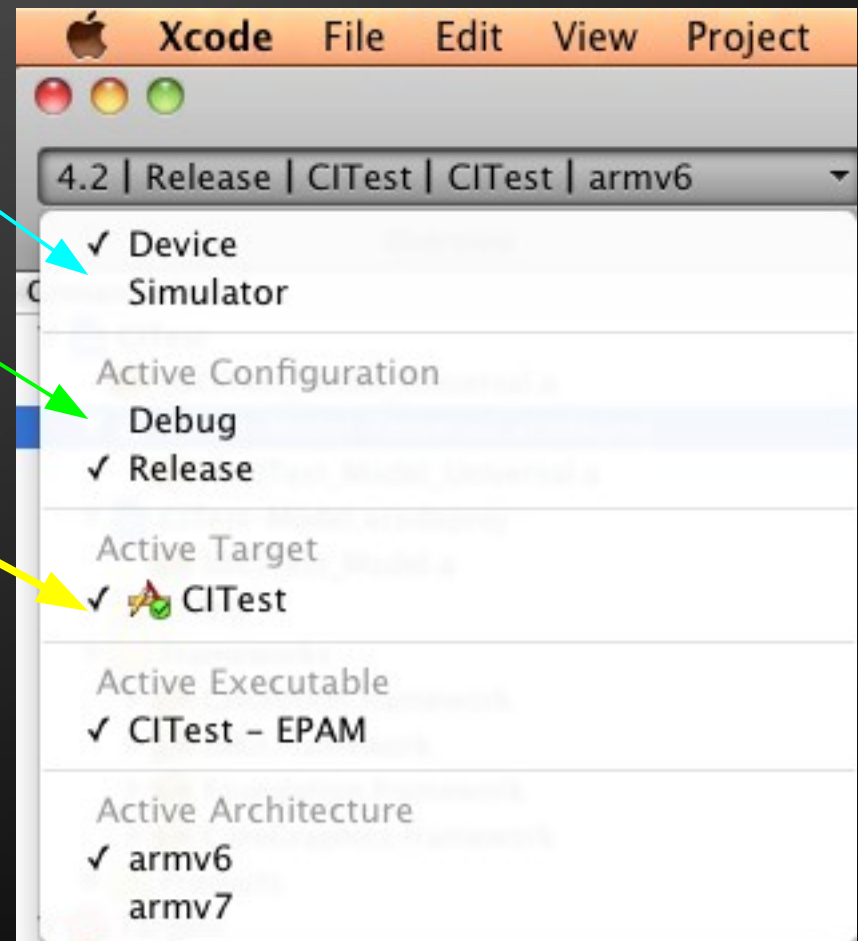 Xcode File Edit View Project
4.2 | Release | CITest | CITest | armv6
✓ Device
Simulator
Active Configuration
Debug
✓ Release
Active Target
✓ CITest
Active Executable
✓ CITest – EPAM
Active Architecture
✓ armv6
armv7